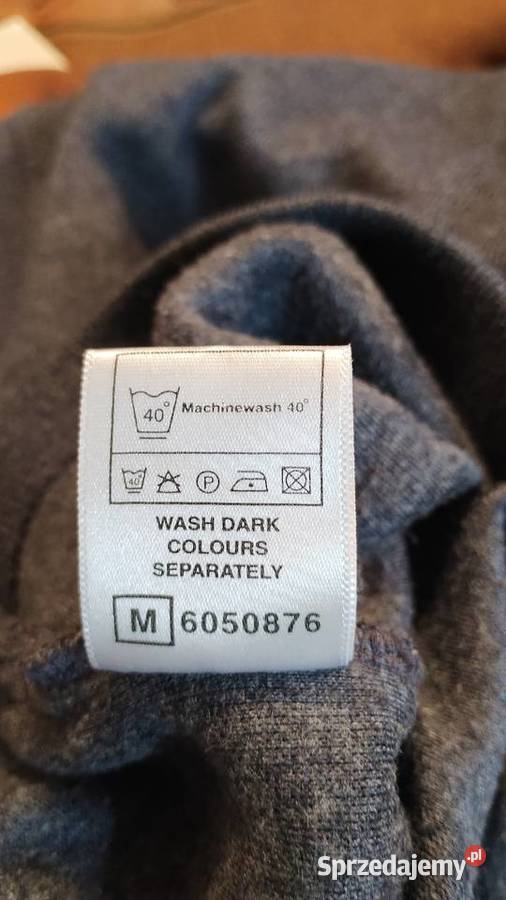 40° Machinewash 40°
40° P
WASH DARK
COLOURS
SEPARATELY
M 6050876
Sprzedajemy.pl